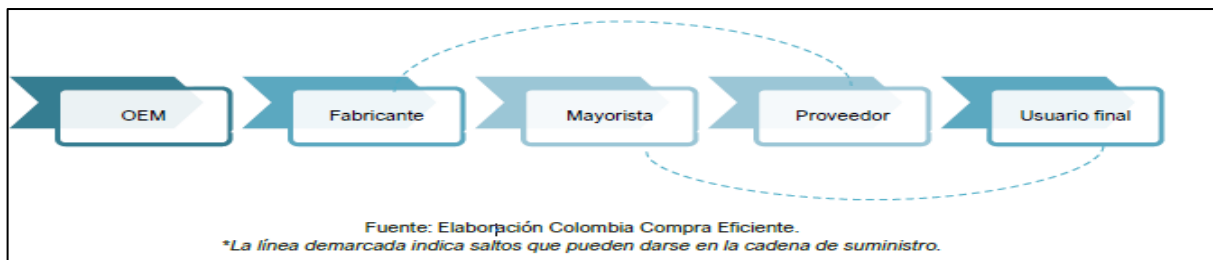 OEM
Fabricante
Mayorista
Proveedor
Usuario final
Fuente: Elaboración Colombia Compra Eficiente.
*La línea demarcada indica saltos que pueden darse en la cadena de suministro.